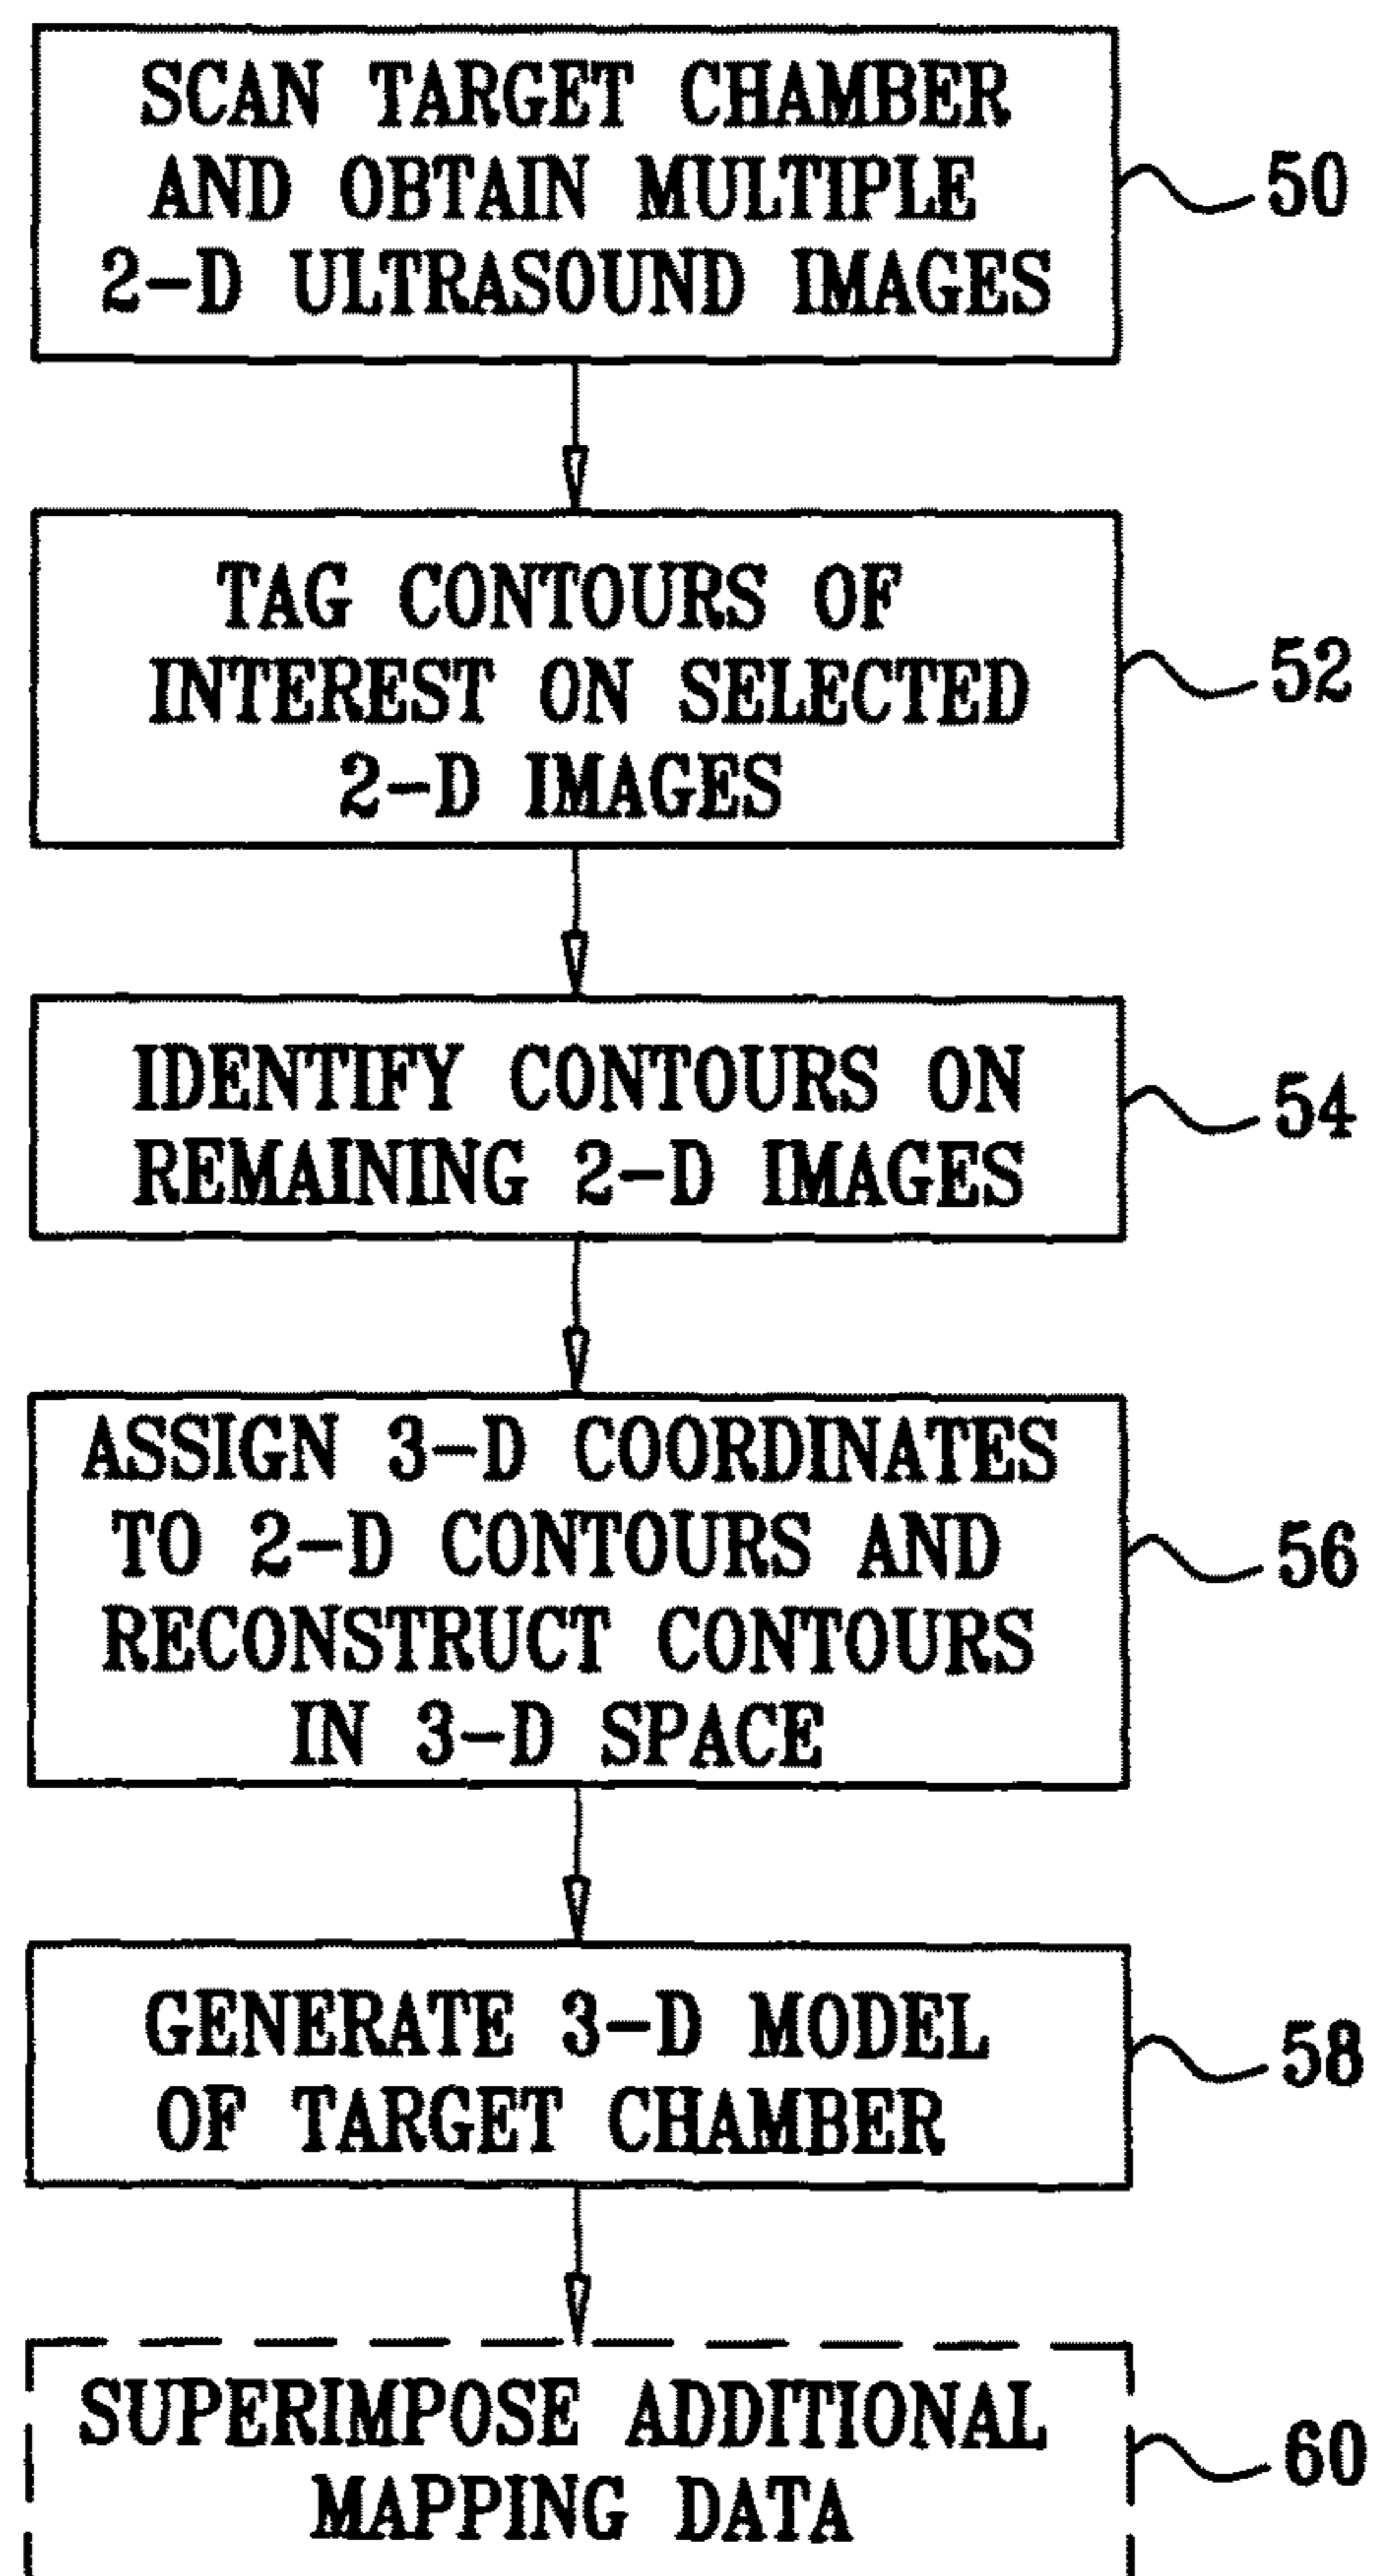 SCAN TARGET CHAMBER
AND OBTAIN MULTIPLE
2-D ULTRASOUND IMAGES
50
TAG CONTOURS OF
INTEREST ON SELECTED
2-D IMAGES
52
IDENTIFY CONTOURS ON
REMAINING 2-D IMAGES
54
ASSIGN 3-D COORDINATES
TO 2-D CONTOURS AND
RECONSTRUCT CONTOURS
IN 3-D SPACE
56
GENERATE 3-D MODEL
OF TARGET CHAMBER
58
SUPERIMPOSE ADDITIONAL
MAPPING DATA
60